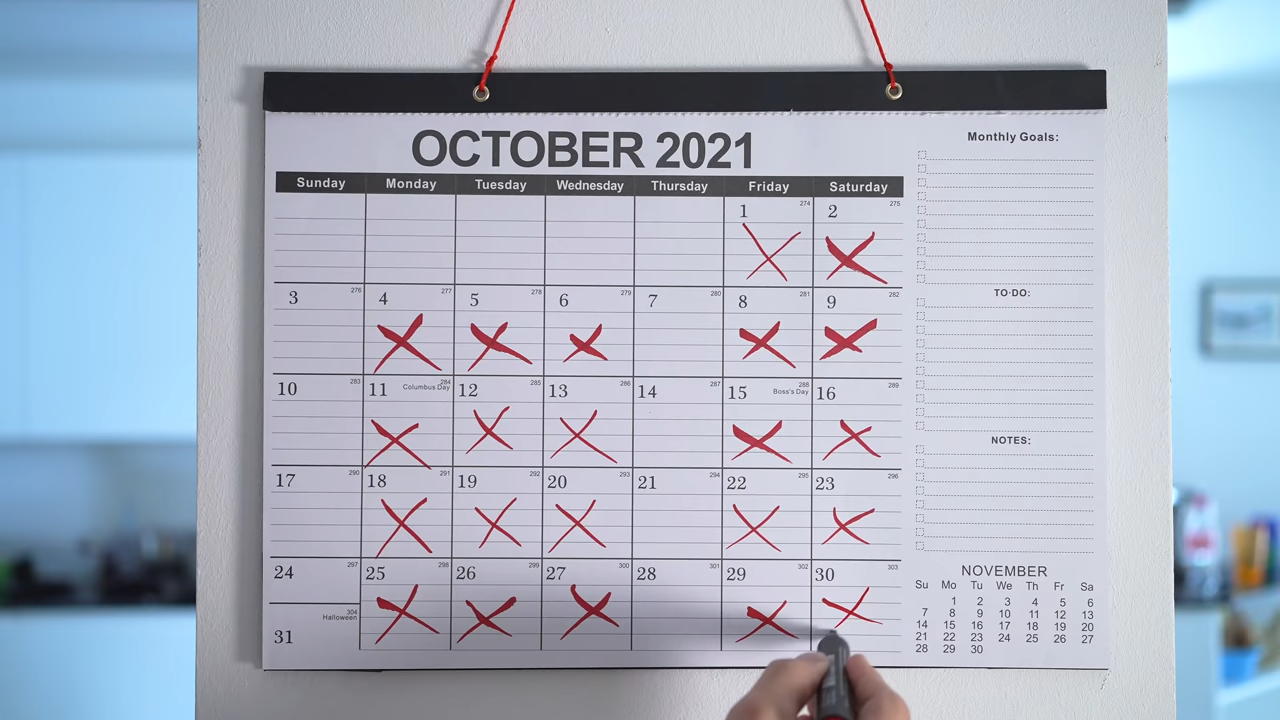 OCTOBER 2021
Sunday Monday Tuesday Wednesday Thursday Friday Saturday
1 274 2 275
3 276 4 277 5 278 6 279 7 280 8 281 9 282
10 283 11 284 Columbus Day 12 285 13 286 14 287 15 288 Boss's Day 16 289
17 290 18 291 19 292 20 293 21 294 22 295 23 296
24 297 25 298 26 299 27 300 28 301 29 302 30 303
31 304 Halloween
Monthly Goals:
TO-DO:
NOTES:
NOVEMBER
Su Mo Tu We Th Fr Sa
1 2 3 4 5 6
7 8 9 10 11 12 13
14 15 16 17 18 19 20
21 22 23 24 25 26 27
28 29 30